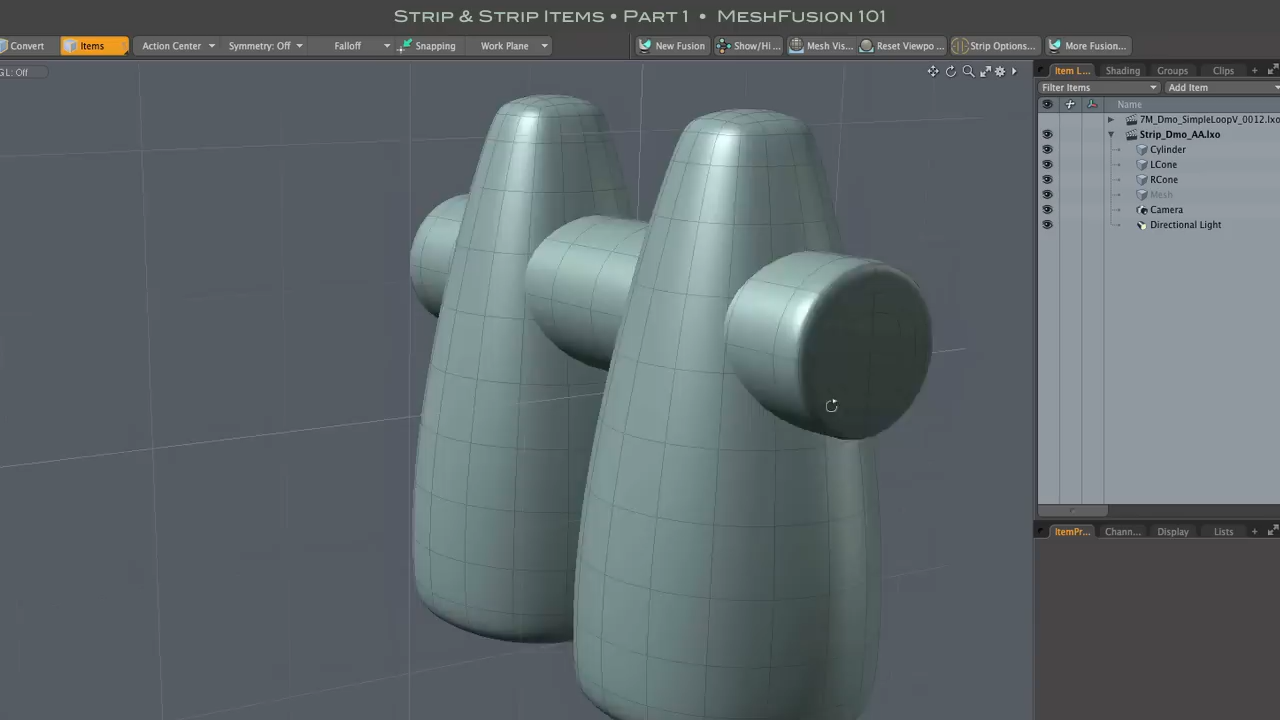 STRIP & STRIP ITEMS • PART 1 • MESHFUSION 101
Convert Items Action Center Symmetry: Off Falloff Snapping Work Plane New Fusion Show/Hi ... Mesh Vis... Reset Viewpo ... Strip Options... More Fusion...
GL: Off
Item L... Shading Groups Clips +
Filter Items Add Item
Name
7M_Dmo_SimpleLoopV_0012.lxo
Strip_Dmo_AA.lxo
Cylinder
LCone
RCone
Mesh
Camera
Directional Light
ItemPr... Chann... Display Lists +